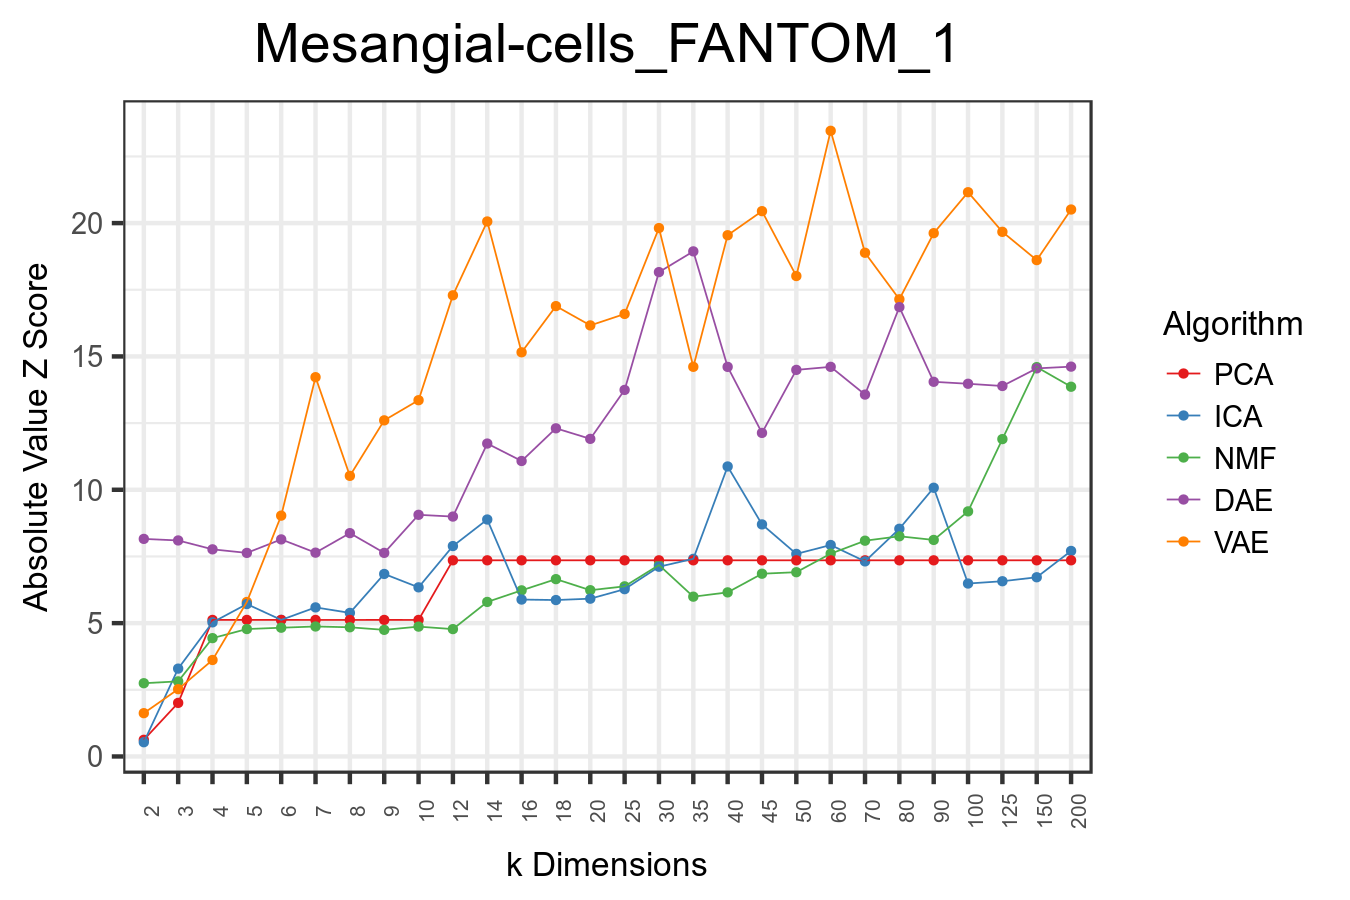 Mesangial-cells_FANTOM_1
Absolute Value Z Score
20
15
10
5
0
2 3 4 5 6 7 8 9 10 12 14 16 18 20 25 30 35 40 45 50 60 70 80 90 100 125 150 200
k Dimensions
Algorithm
PCA
ICA
NMF
DAE
VAE